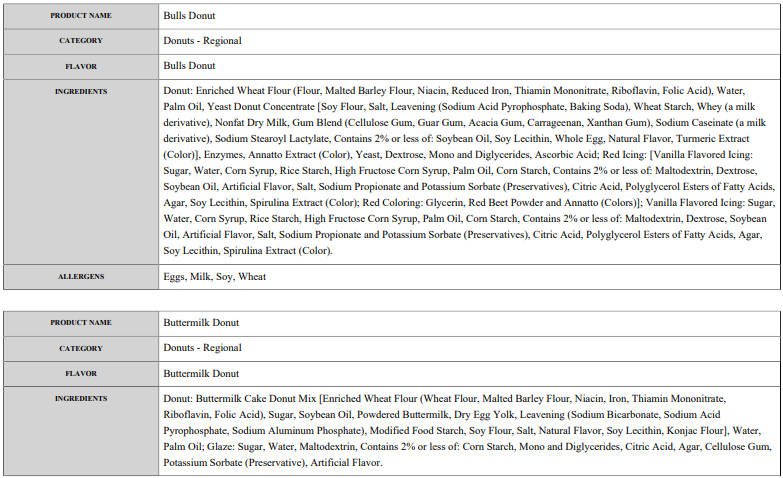 PRODUCT NAME Bulls Donut
CATEGORY Donuts - Regional
FLAVOR Bulls Donut
INGREDIENTS Donut: Enriched Wheat Flour (Flour, Malted Barley Flour, Niacin, Reduced Iron, Thiamin Mononitrate, Riboflavin, Folic Acid), Water,
Palm Oil, Yeast Donut Concentrate [Soy Flour, Salt, Leavening (Sodium Acid Pyrophosphate, Baking Soda), Wheat Starch, Whey (a milk
derivative), Nonfat Dry Milk, Gum Blend (Cellulose Gum, Guar Gum, Acacia Gum, Carrageenan, Xanthan Gum), Sodium Caseinate (a milk
derivative), Sodium Stearoyl Lactylate, Contains 2% or less of: Soybean Oil, Soy Lecithin, Whole Egg, Natural Flavor, Turmeric Extract
(Color)], Enzymes, Annatto Extract (Color), Yeast, Dextrose, Mono and Diglycerides, Ascorbic Acid; Red Icing: [Vanilla Flavored Icing:
Sugar, Water, Corn Syrup, Rice Starch, High Fructose Corn Syrup, Palm Oil, Corn Starch, Contains 2% or less of: Maltodextrin, Dextrose,
Soybean Oil, Artificial Flavor, Salt, Sodium Propionate and Potassium Sorbate (Preservatives), Citric Acid, Polyglycerol Esters of Fatty Acids,
Agar, Soy Lecithin, Spirulina Extract (Color); Red Coloring: Glycerin, Red Beet Powder and Annatto (Colors)]; Vanilla Flavored Icing: Sugar,
Water, Corn Syrup, Rice Starch, High Fructose Corn Syrup, Palm Oil, Corn Starch, Contains 2% or less of: Maltodextrin, Dextrose, Soybean
Oil, Artificial Flavor, Salt, Sodium Propionate and Potassium Sorbate (Preservatives), Citric Acid, Polyglycerol Esters of Fatty Acids, Agar,
Soy Lecithin, Spirulina Extract (Color).
ALLERGENS Eggs, Milk, Soy, Wheat
PRODUCT NAME Buttermilk Donut
CATEGORY Donuts - Regional
FLAVOR Buttermilk Donut
INGREDIENTS Donut: Buttermilk Cake Donut Mix [Enriched Wheat Flour (Wheat Flour, Malted Barley Flour, Niacin, Iron, Thiamin Mononitrate,
Riboflavin, Folic Acid), Sugar, Soybean Oil, Powdered Buttermilk, Dry Egg Yolk, Leavening (Sodium Bicarbonate, Sodium Acid
Pyrophosphate, Sodium Aluminum Phosphate), Modified Food Starch, Soy Flour, Salt, Natural Flavor, Soy Lecithin, Konjac Flour], Water,
Palm Oil; Glaze: Sugar, Water, Maltodextrin, Contains 2% or less of: Corn Starch, Mono and Diglycerides, Citric Acid, Agar, Cellulose Gum,
Potassium Sorbate (Preservative), Artificial Flavor.